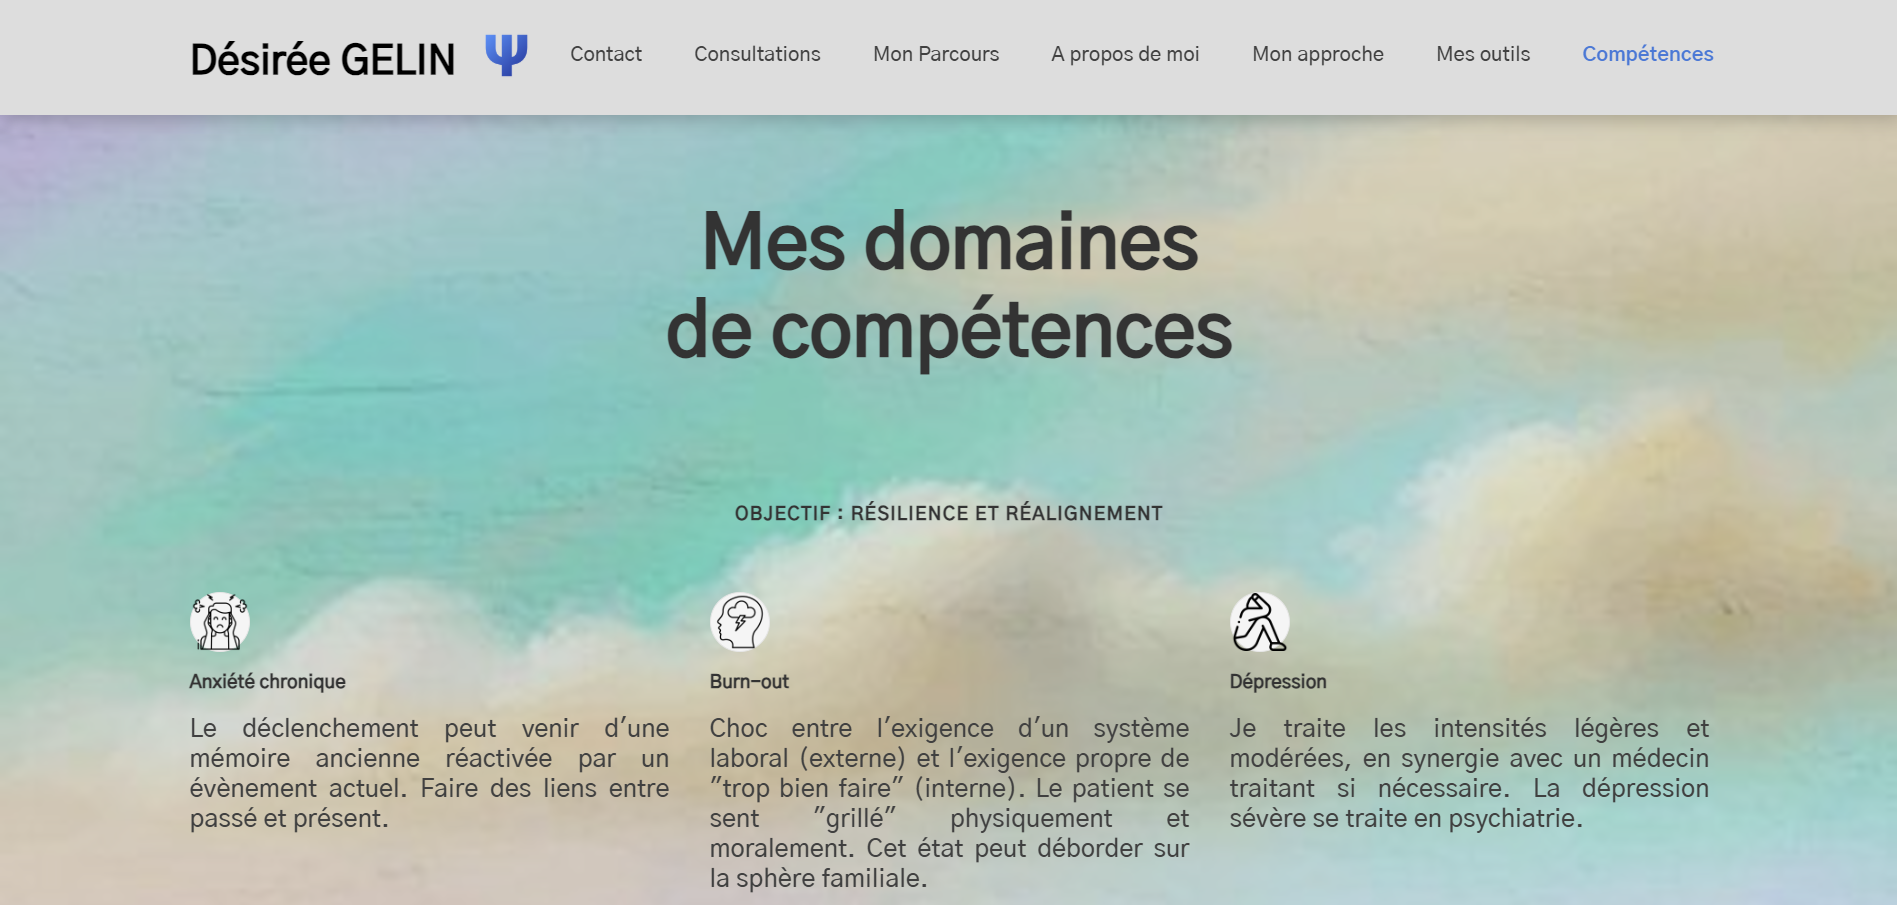 Désirée GELIN
Contact
Consultations
Mon Parcours
A propos de moi
Mon approche
Mes outils
Compétences
Mes domaines
de compétences
OBJECTIF : RÉSILIENCE ET RÉALIGNEMENT
Anxiété chronique
Le déclenchement peut venir d'une
mémoire ancienne réactivée par un
évènement actuel. Faire des liens entre
passé et présent.
Burn-out
Choc entre l'exigence d'un système
laboral (externe) et l'exigence propre de
"trop bien faire" (interne). Le patient se
sent "grillé" physiquement et
moralement. Cet état peut déborder sur
la sphère familiale.
Dépression
Je traite les intensités légères et
modérées, en synergie avec un médecin
traitant si nécessaire. La dépression
sévère se traite en psychiatrie.